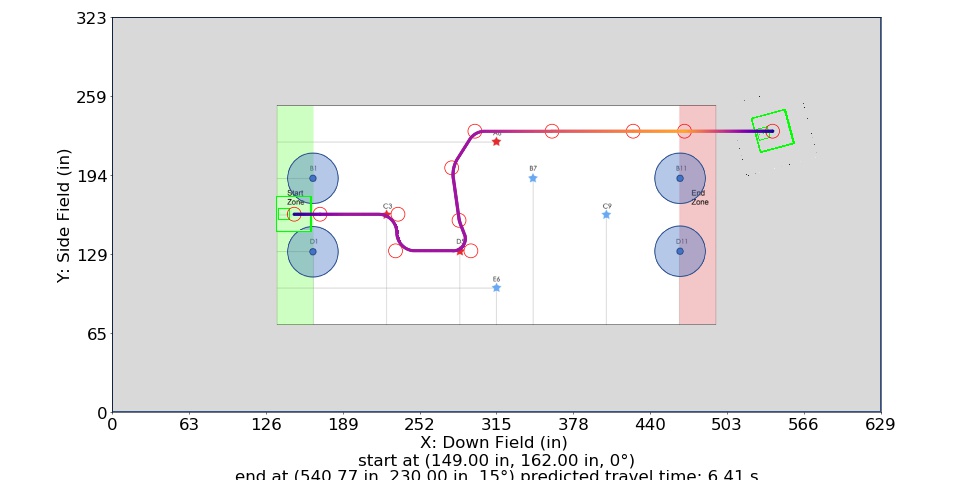 323
259
194
129
65
0
Y: Side Field (in)
A6
B1
B7
B11
Start
Zone
End
Zone
C3
C9
D1
D11
E6
0 63 126 189 252 315 378 440 503 566 629
X: Down Field (in)
start at (149.00 in, 162.00 in, 0°)
end at (540.77 in, 230.00 in, 15°) predicted travel time: 6.41 s